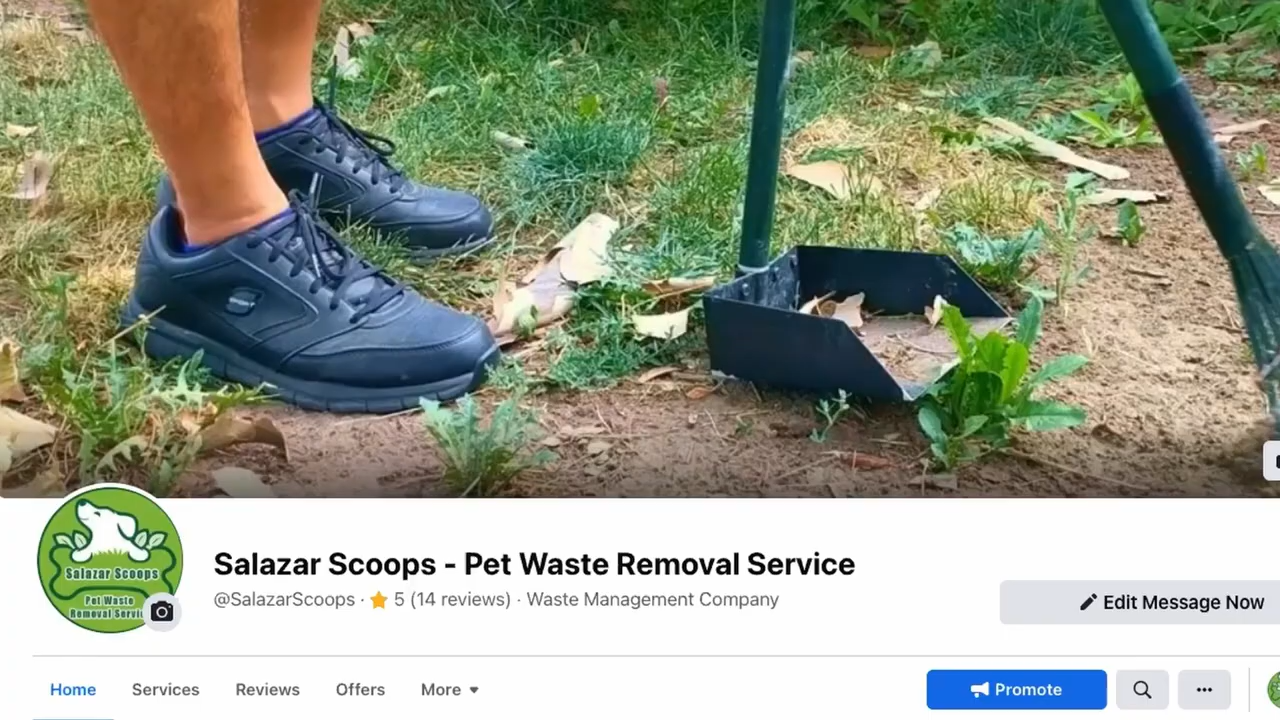 Salazar Scoops
Pet Waste
Removal Servi
Salazar Scoops - Pet Waste Removal Service
@SalazarScoops · 5 (14 reviews) · Waste Management Company
Edit Message Now
Home Services Reviews Offers More
Promote